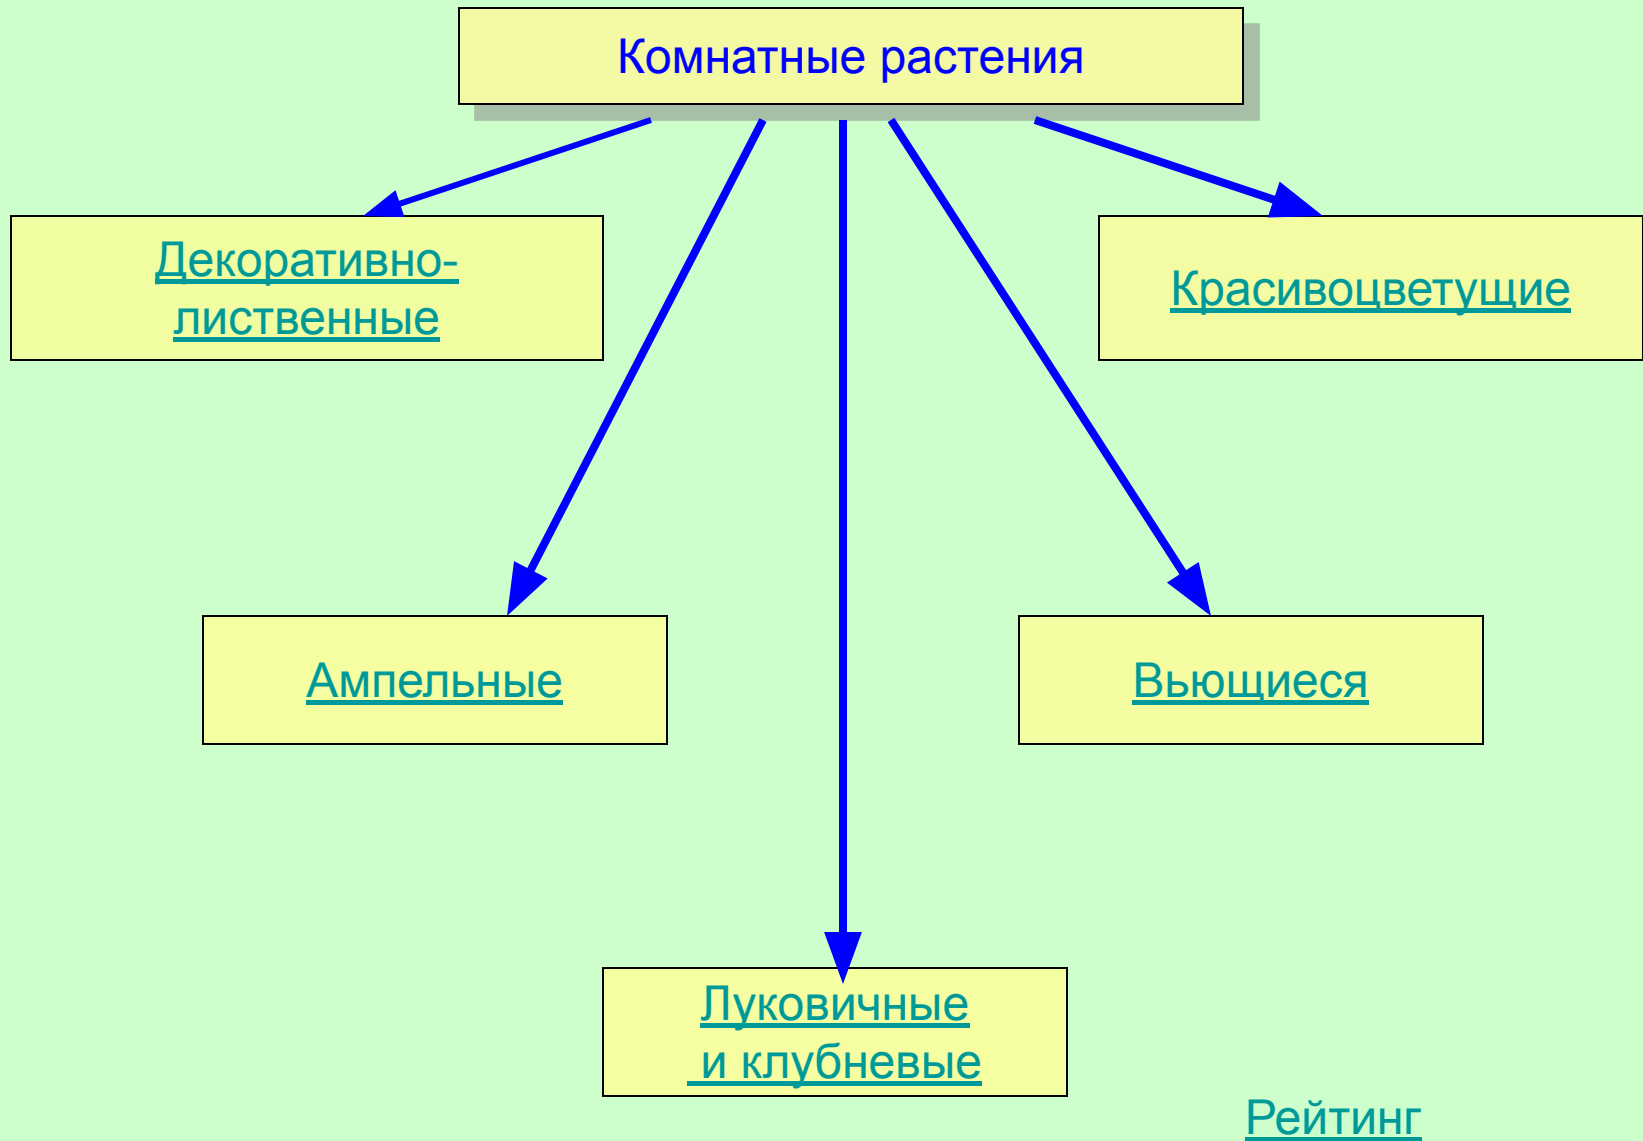 Комнатные растения
Декоративно-
лиственные
Красивоцветущие
Ампельные
Вьющиеся
Луковичные
и клубневые
Рейтинг